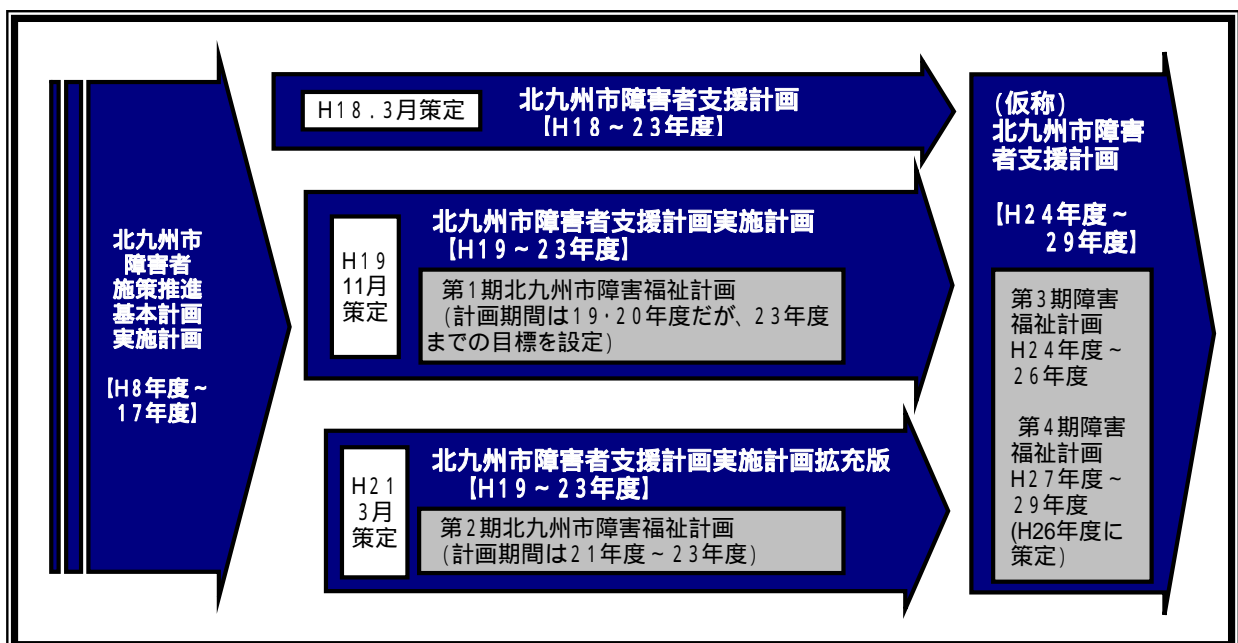 北九州市
障害者
施策推進
基本計画
実施計画
【H8年度~
17年度】
H18.3月策定
北九州市障害者支援計画
【H18~23年度】
H19
11月
策定
北九州市障害者支援計画実施計画
【H19~23年度】
第1期北九州市障害福祉計画
(計画期間は19・20年度だが、23年度
までの目標を設定)
H21
3月
策定
北九州市障害者支援計画実施計画拡充版
【H19~23年度】
第2期北九州市障害福祉計画
(計画期間は21年度~23年度)
(仮称)
北九州市障害
者支援計画
【H24年度~
29年度】
第3期障害
福祉計画
H24年度~
26年度
第4期障害
福祉計画
H27年度~
29年度
(H26年度に
策定)